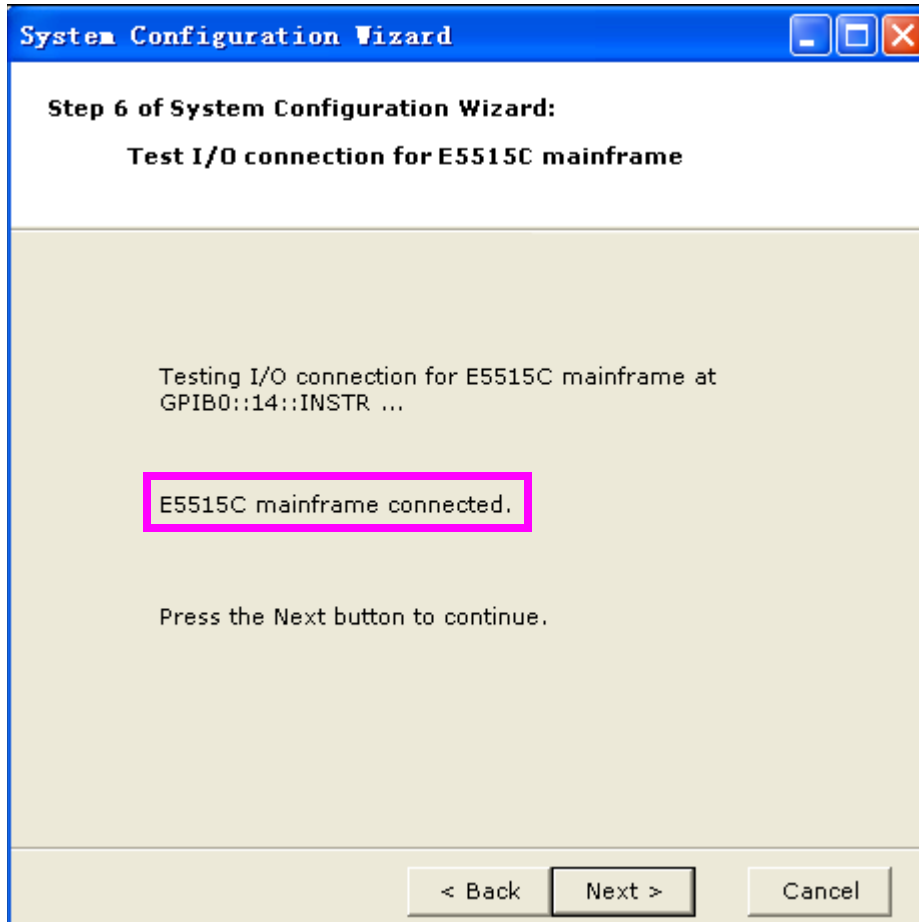 System Configuration Wizard
Step 6 of System Configuration Wizard:
Test I/O connection for E5515C mainframe
Testing I/O connection for E5515C mainframe at
GPIB0::14::INSTR ...
E5515C mainframe connected.
Press the Next button to continue.
< Back Next > Cancel